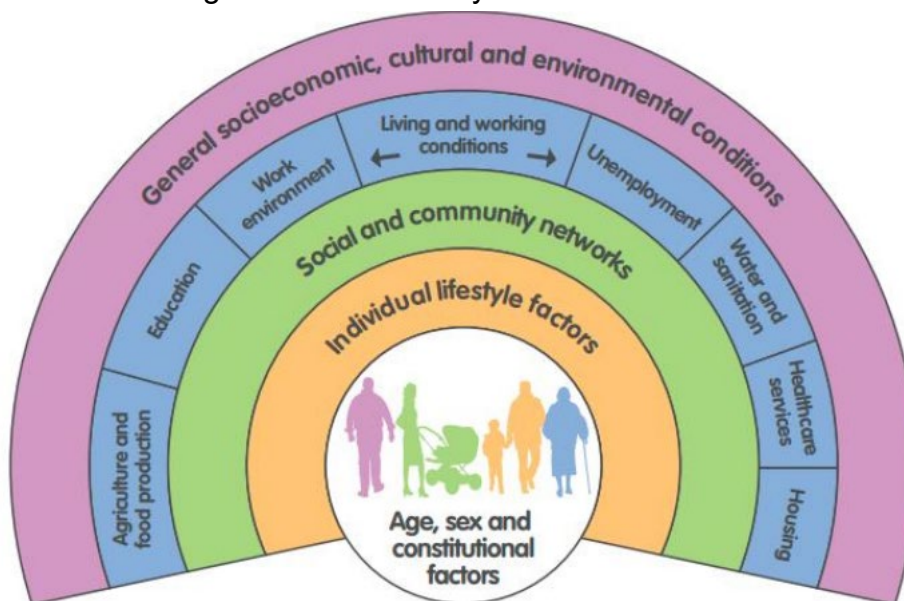 General socioeconomic, cultural and environmental conditions
Living and working
conditions
Work
environment
Unemployment
Education
Water and
sanitation
Agriculture and
food production
Healthcare
services
Housing
Social and community networks
Individual lifestyle factors
Age, sex and
constitutional
factors